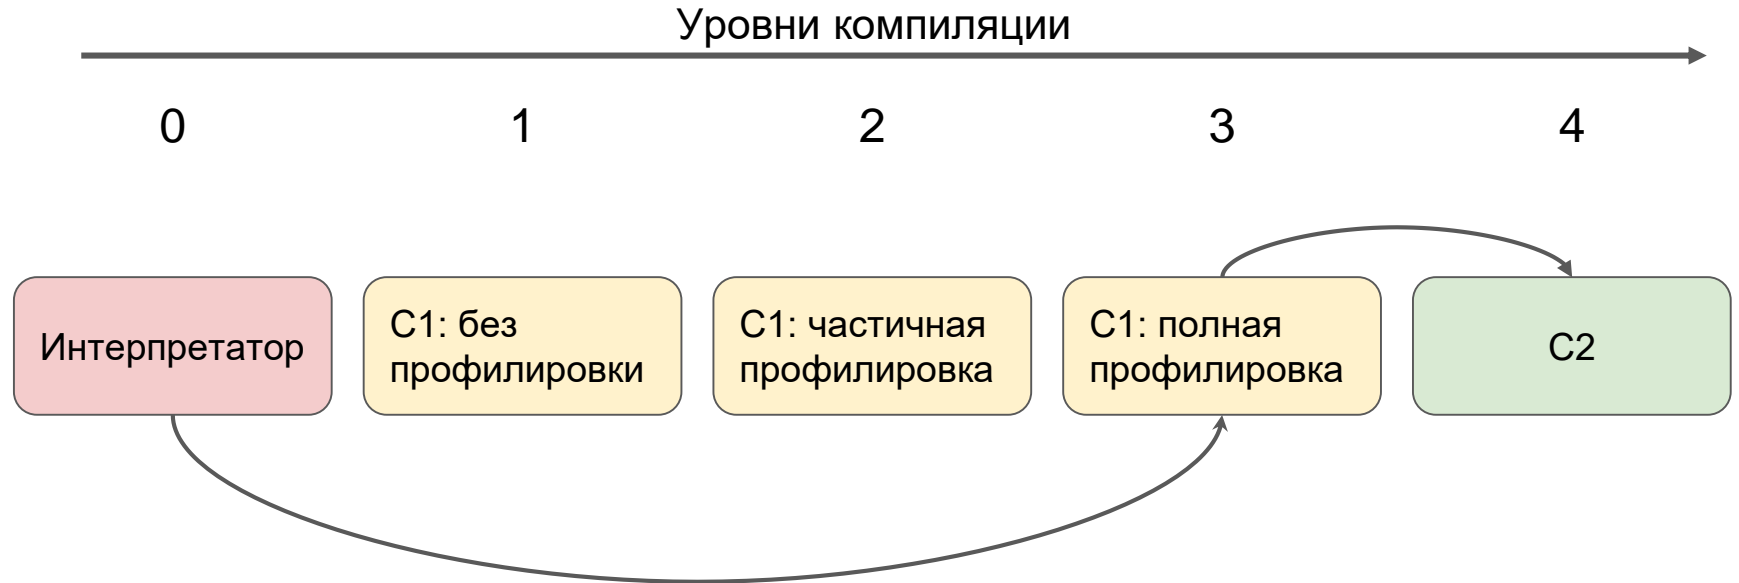 Уровни компиляции
0
1
2
3
4
Интерпретатор
C1: без
профилировки
C1: частичная
профилировка
C1: полная
профилировка
C2